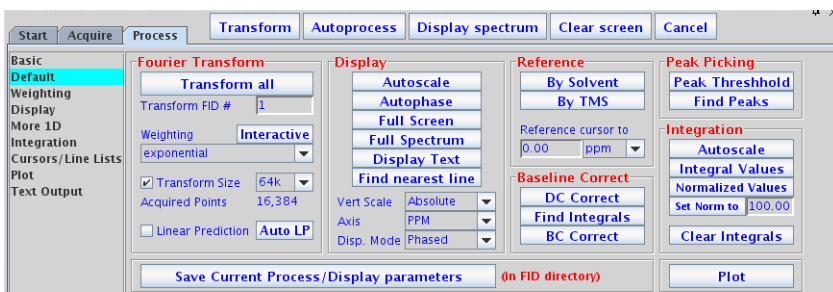 Start Acquire Process Transform Autoprocess Display spectrum Clear screen Cancel
Basic
Default
Weighting
Display
More 1D
Integration
Cursors/Line Lists
Plot
Text Output
Fourier Transform
Transform all
Transform FID # 1
Weighting Interactive
exponential
Transform Size 64k
Acquired Points 16,384
Linear Prediction Auto LP
Display
Autoscale
Autophase
Full Screen
Full Spectrum
Display Text
Find nearest line
Vert Scale Absolute
Axis PPM
Disp. Mode Phased
Reference
By Solvent
By TMS
Reference cursor to
0.00 ppm
Baseline Correct
DC Correct
Find Integrals
BC Correct
Peak Picking
Peak Threshhold
Find Peaks
Integration
Autoscale
Integral Values
Normalized Values
Set Norm to 100.00
Clear Integrals
Save Current Process/Display parameters (in FID directory)
Plot